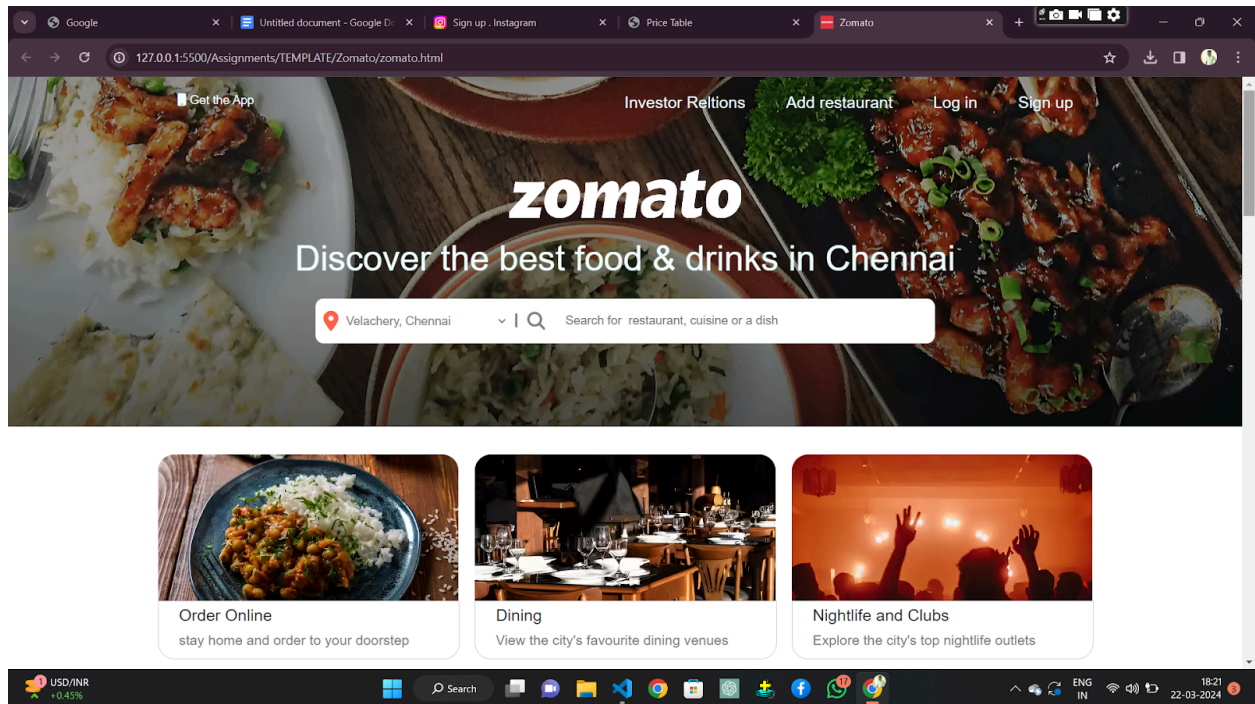 Google
Untitled document - Google Do
Sign up . Instagram
Price Table
Zomato
127.0.0.1:5500/Assignments/TEMPLATE/Zomato/zomato.html
Get the App
Investor Reltions
Add restaurant
Log in
Sign up
zomato
Discover the best food & drinks in Chennai
Velachery, Chennai
Search for restaurant, cuisine or a dish
Order Online
stay home and order to your doorstep
Dining
View the city's favourite dining venues
Nightlife and Clubs
Explore the city's top nightlife outlets
1
USD/INR
+0.45%
Search
17
ENG
IN
18:21
22-03-2024
3